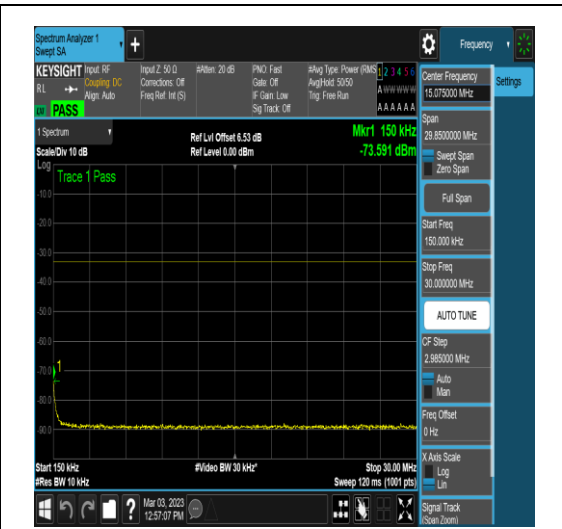 Spectrum Analyzer 1
Swept SA
+
Frequency
KEYSIGHT
RL
LXI
PASS
Input: RF
Coupling: DC
Align: Auto
Input Z: 50 Ω
Corrections: Off
Freq Ref: Int (S)
#Atten: 20 dB
PNO: Fast
Gate: Off
IF Gain: Low
Sig Track: Off
#Avg Type: Power (RMS
Avg|Hold: 50/50
Trig: Free Run
1 2 3 4 5 6
A W W W W W
A A A A A A
1 Spectrum
Scale/Div 10 dB
Ref Lvl Offset 6.53 dB
Ref Level 0.00 dBm
Mkr1 150 kHz
-73.591 dBm
Log
Trace 1 Pass
-10.0
-20.0
-30.0
-40.0
-50.0
-60.0
-70.0
-80.0
-90.0
1
Start 150 kHz
#Res BW 10 kHz
#Video BW 30 kHz*
Stop 30.00 MHz
Sweep 120 ms (1001 pts)
?
Mar 03, 2023
12:57:07 PM
Center Frequency
15.075000 MHz
Settings
Span
29.8500000 MHz
Swept Span
Zero Span
Full Span
Start Freq
150.000 kHz
Stop Freq
30.000000 MHz
AUTO TUNE
CF Step
2.985000 MHz
Auto
Man
Freq Offset
0 Hz
X Axis Scale
Log
Lin
Signal Track
(Span Zoom)